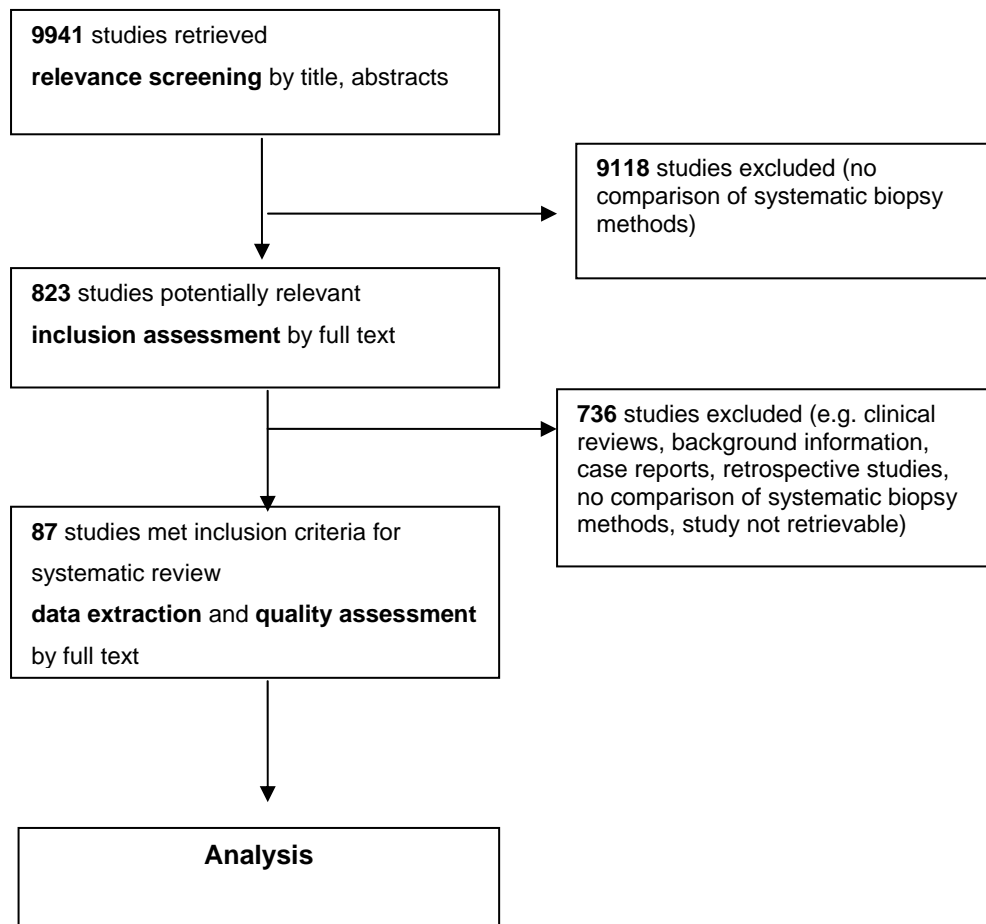 9941 studies retrieved
relevance screening by title, abstracts
9118 studies excluded (no
comparison of systematic biopsy
methods)
823 studies potentially relevant
inclusion assessment by full text
736 studies excluded (e.g. clinical
reviews, background information,
case reports, retrospective studies,
no comparison of systematic biopsy
methods, study not retrievable)
87 studies met inclusion criteria for
systematic review
data extraction and quality assessment
by full text
Analysis